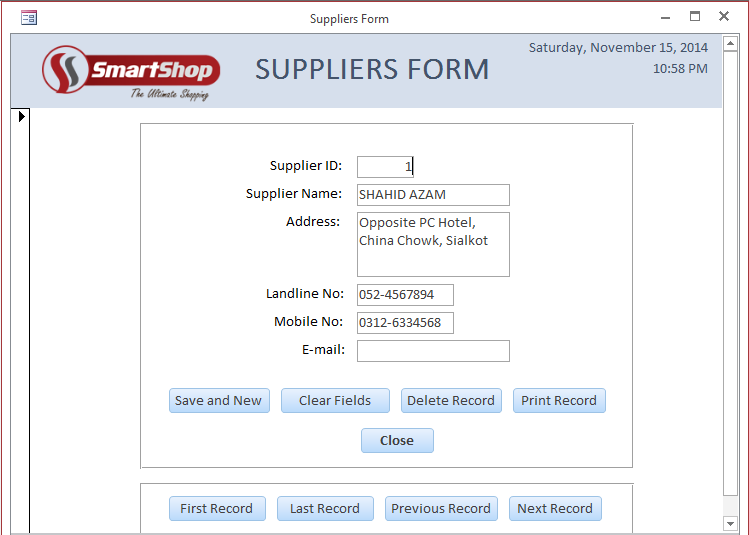 Suppliers Form
SmartShop
The Ultimate Shopping
SUPPLIERS FORM
Saturday, November 15, 2014
10:58 PM
Supplier ID: 1
Supplier Name: SHAHID AZAM
Address: Opposite PC Hotel,
China Chowk, Sialkot
Landline No: 052-4567894
Mobile No: 0312-6334568
E-mail:
Save and New Clear Fields Delete Record Print Record
Close
First Record Last Record Previous Record Next Record